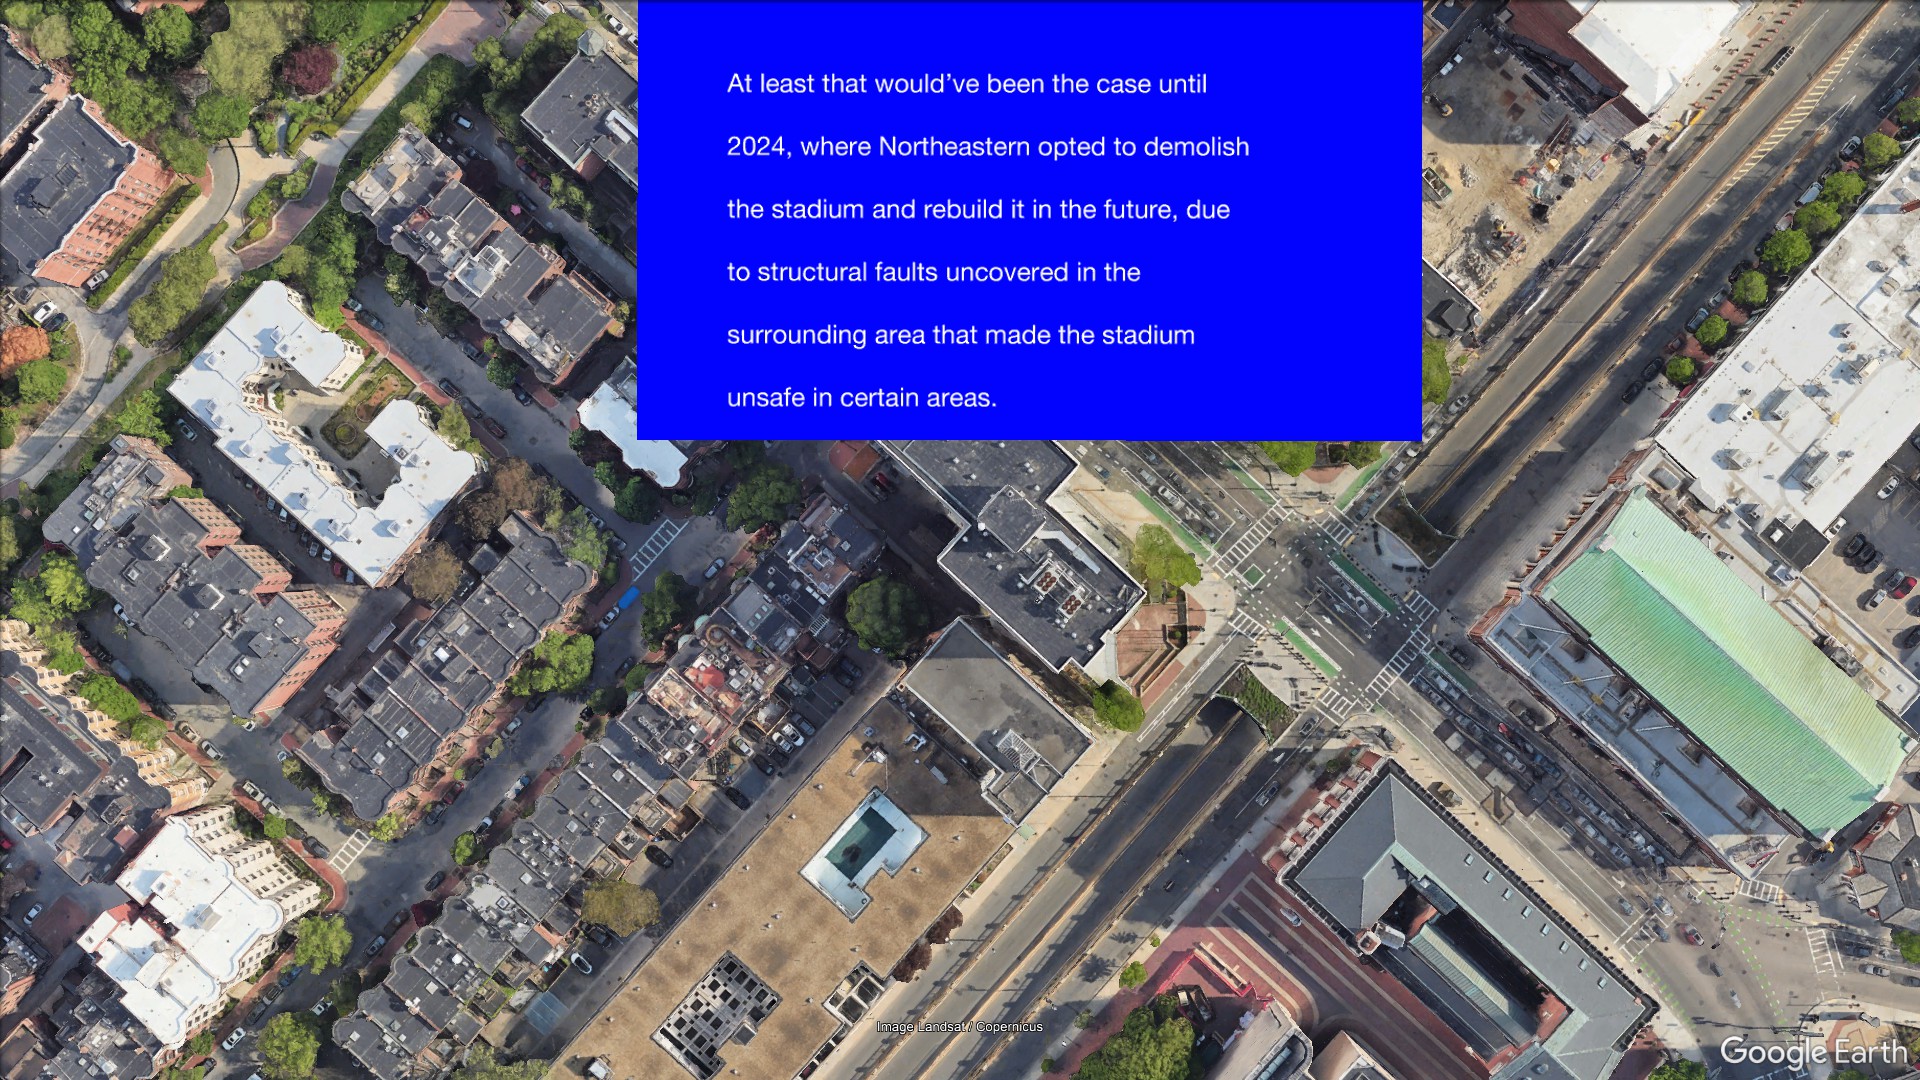 At least that would’ve been the case until
2024, where Northeastern opted to demolish
the stadium and rebuild it in the future, due
to structural faults uncovered in the
surrounding area that made the stadium
unsafe in certain areas.
Image Landsat / Copernicus
Google Earth